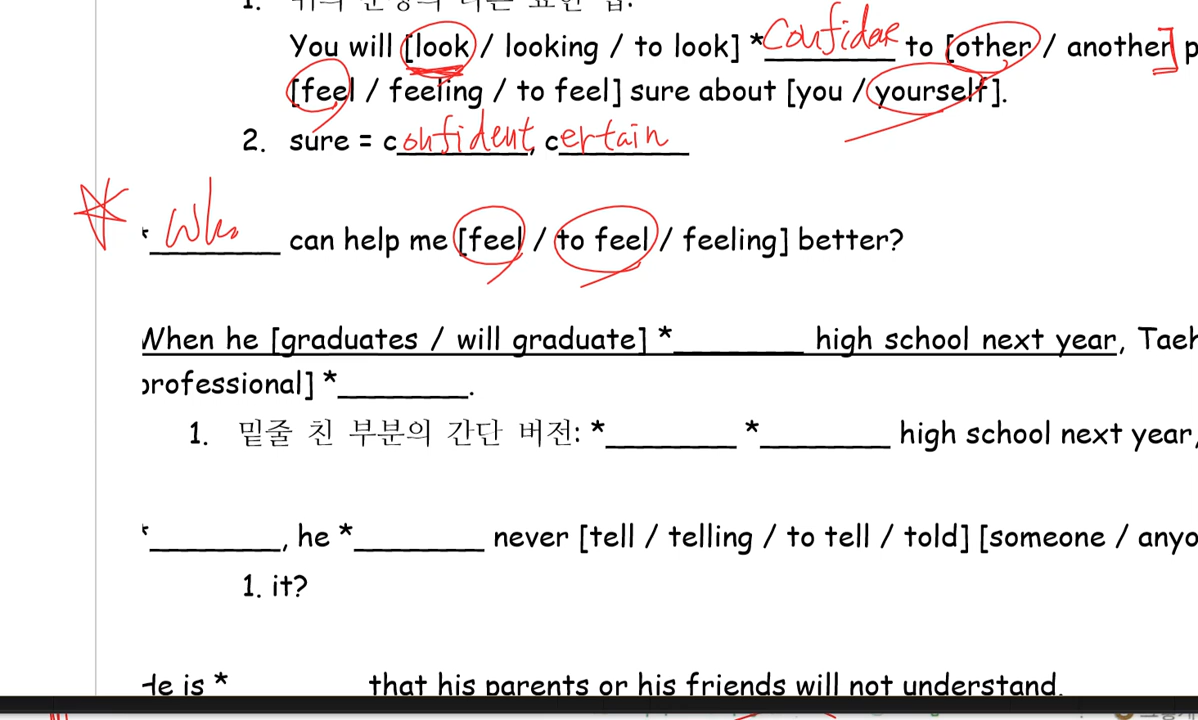 You will [look / looking / to look] * to [other / another] p
[feel / feeling / to feel] sure about [you / yourself].
2. sure = confident, certain
*Who can help me [feel / to feel / feeling] better?
When he [graduates / will graduate] *________ high school next year, Taeh
professional] *________.
1. 밑줄 친 부분의 간단 버전: *________ *________ high school next year,
*________, he *________ never [tell / telling / to tell / told] [someone / anyo
1. it?
He is *________ that his parents or his friends will not understand.